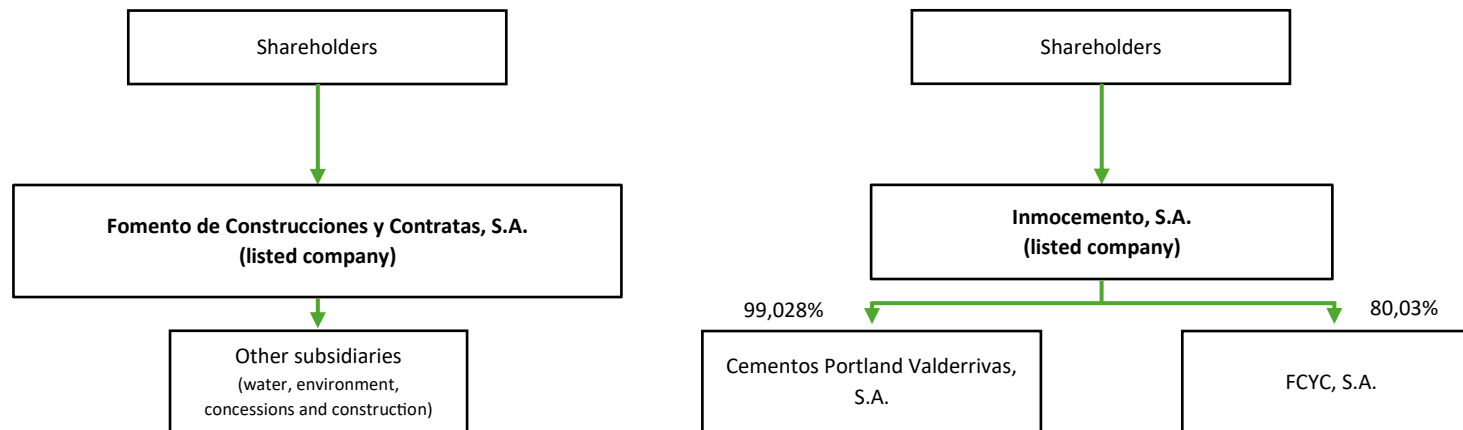 Shareholders
Shareholders
Fomento de Construcciones y Contratas, S.A.
(listed company)
Inmocemento, S.A.
(listed company)
99,028%
80,03%
Other subsidiaries
(water, environment,
concessions and construction)
Cementos Portland Valderrivas,
S.A.
FCYC, S.A.